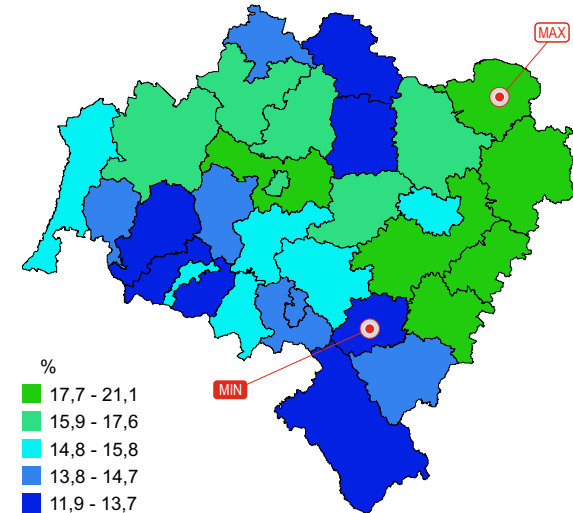 MAX
MIN
%
17,7 - 21,1
15,9 - 17,6
14,8 - 15,8
13,8 - 14,7
11,9 - 13,7